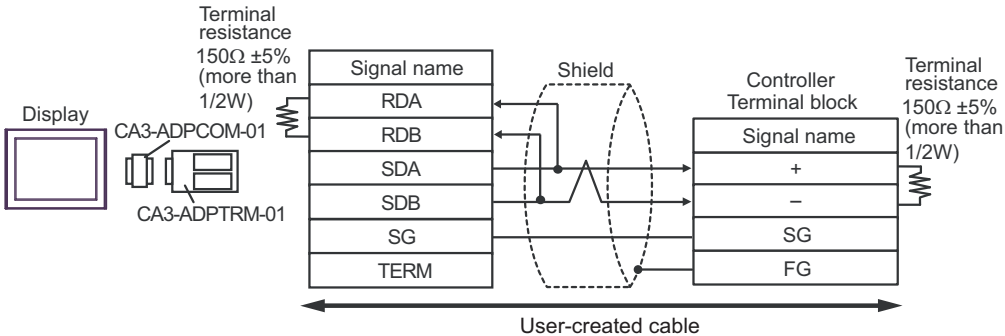 Display
CA3-ADPCOM-01
CA3-ADPTRM-01
Terminal
resistance
150Ω ±5%
(more than
1/2W)
Signal name
RDA
RDB
SDA
SDB
SG
TERM
Shield
Controller
Terminal block
Signal name
+
–
SG
FG
Terminal
resistance
150Ω ±5%
(more than
1/2W)
User-created cable